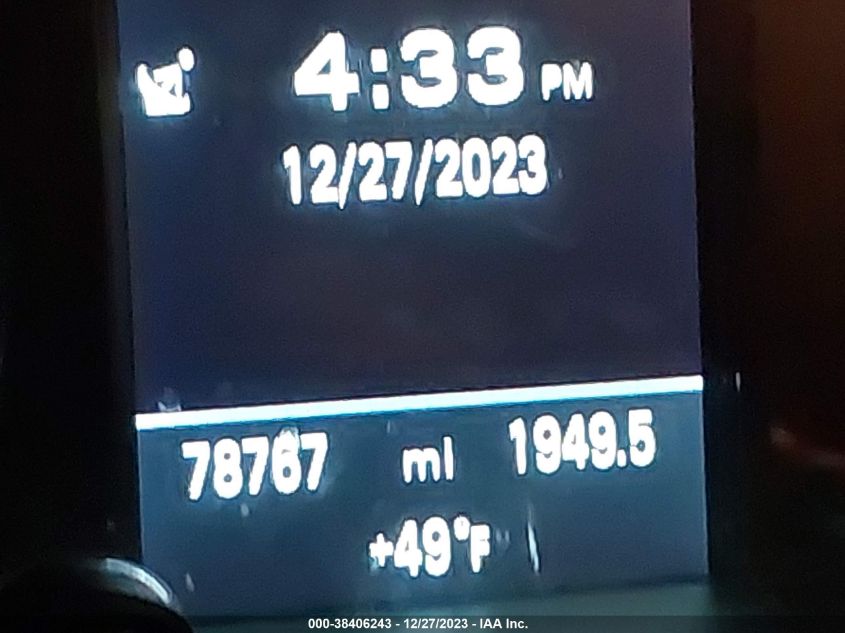 4:33 PM
12/27/2023
78767 mi 1949.5
+49°F
000-38406243 - 12/27/2023 - IAA Inc.